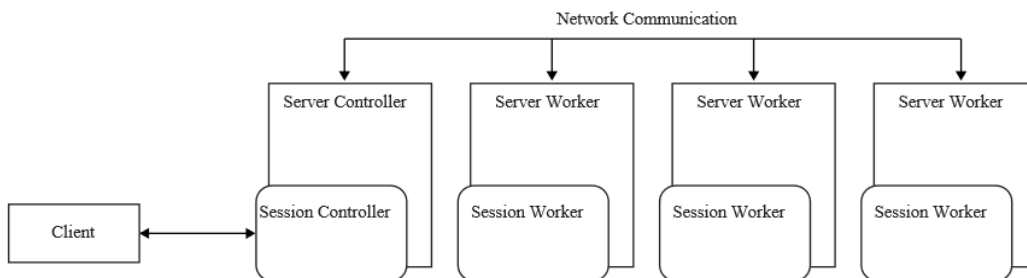 Network Communication
Server Controller
Server Worker
Server Worker
Server Worker
Session Controller
Session Worker
Session Worker
Session Worker
Client